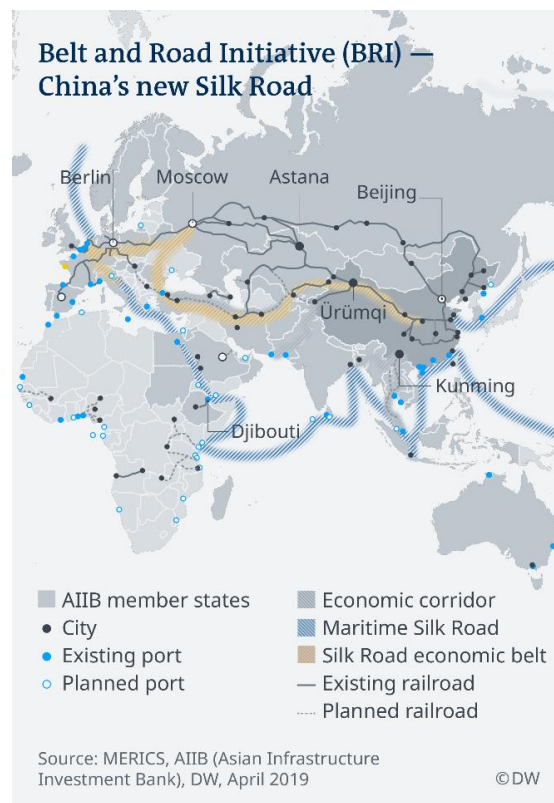 Belt and Road Initiative (BRI) —
China's new Silk Road
Berlin
Moscow
Astana
Beijing
Ürümqi
Kunming
Djibouti
AIIB member states
City
Existing port
Planned port
Economic corridor
Maritime Silk Road
Silk Road economic belt
Existing railroad
Planned railroad
Source: MERICS, AIIB (Asian Infrastructure
Investment Bank), DW, April 2019
©DW